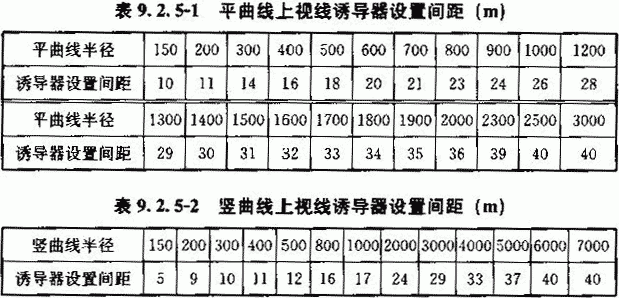 表 9.2.5-1 平曲线上视线诱导器设置间距 (m)
平曲线半径 150 200 300 400 500 600 700 800 900 1000 1200
诱导器设置间距 10 11 14 16 18 20 21 23 24 26 28
平曲线半径 1300 1400 1500 1600 1700 1800 1900 2000 2300 2500 3000
诱导器设置间距 29 30 31 32 33 34 35 36 39 40 40
表 9.2.5-2 竖曲线上视线诱导器设置间距 (m)
竖曲线半径 150 200 300 400 500 800 1000 2000 3000 4000 5000 6000 7000
诱导器设置间距 5 9 10 11 12 16 17 24 29 33 37 40 40